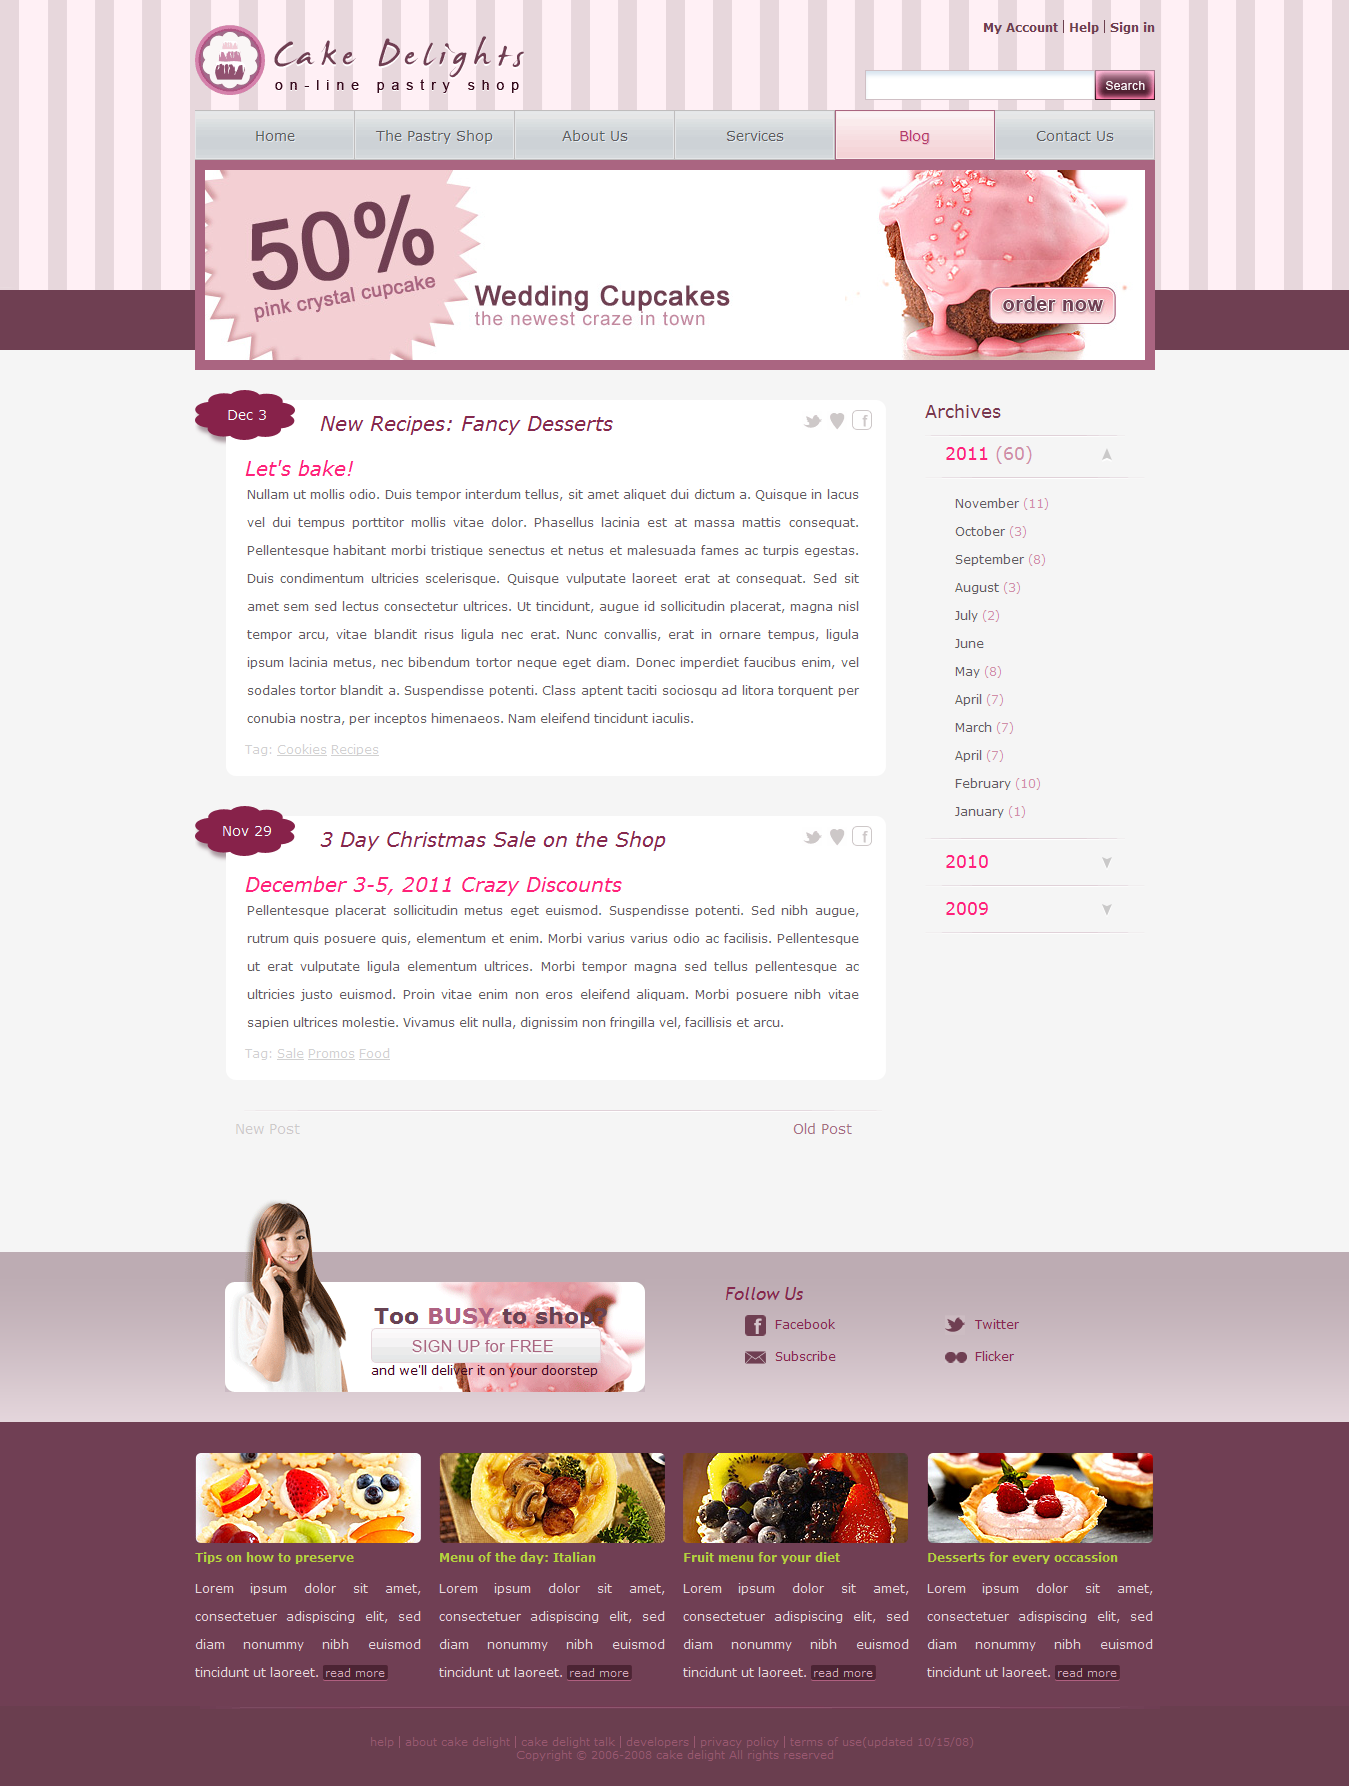 My Account | Help | Sign in
Cake Delights
on-line pastry shop
Search
Home The Pastry Shop About Us Services Blog Contact Us
50%
pink crystal cupcake
Wedding Cupcakes
the newest craze in town
order now
Dec 3
New Recipes: Fancy Desserts
Let's bake!
Nullam ut mollis odio. Duis tempor interdum tellus, sit amet aliquet dui dictum a. Quisque in lacus
vel dui tempus porttitor mollis vitae dolor. Phasellus lacinia est at massa mattis consequat.
Pellentesque habitant morbi tristique senectus et netus et malesuada fames ac turpis egestas.
Duis condimentum ultricies scelerisque. Quisque vulputate laoreet erat at consequat. Sed sit
amet sem sed lectus consectetur ultrices. Ut tincidunt, augue id sollicitudin placerat, magna nisl
tempor arcu, vitae blandit risus ligula nec erat. Nunc convallis, erat in ornare tempus, ligula
ipsum lacinia metus, nec bibendum tortor neque eget diam. Donec imperdiet faucibus enim, vel
sodales tortor blandit a. Suspendisse potenti. Class aptent taciti sociosqu ad litora torquent per
conubia nostra, per inceptos himenaeos. Nam eleifend tincidunt iaculis.
Tag: Cookies Recipes
Nov 29
3 Day Christmas Sale on the Shop
December 3-5, 2011 Crazy Discounts
Pellentesque placerat sollicitudin metus eget euismod. Suspendisse potenti. Sed nibh augue,
rutrum quis posuere quis, elementum et enim. Morbi varius varius odio ac facilisis. Pellentesque
ut erat vulputate ligula elementum ultrices. Morbi tempor magna sed tellus pellentesque ac
ultricies justo euismod. Proin vitae enim non eros eleifend aliquam. Morbi posuere nibh vitae
sapien ultrices molestie. Vivamus elit nulla, dignissim non fringilla vel, facillisis et arcu.
Tag: Sale Promos Food
New Post Old Post
Archives
2011 (60)
November (11)
October (3)
September (8)
August (3)
July (2)
June
May (8)
April (7)
March (7)
April (7)
February (10)
January (1)
2010
2009
Too BUSY to shop?
SIGN UP for FREE
and we'll deliver it on your doorstep
Follow Us
Facebook Twitter
Subscribe Flicker
Tips on how to preserve
Lorem ipsum dolor sit amet,
consectetuer adispiscing elit, sed
diam nonummy nibh euismod
tincidunt ut laoreet. read more
Menu of the day: Italian
Lorem ipsum dolor sit amet,
consectetuer adispiscing elit, sed
diam nonummy nibh euismod
tincidunt ut laoreet. read more
Fruit menu for your diet
Lorem ipsum dolor sit amet,
consectetuer adispiscing elit, sed
diam nonummy nibh euismod
tincidunt ut laoreet. read more
Desserts for every occassion
Lorem ipsum dolor sit amet,
consectetuer adispiscing elit, sed
diam nonummy nibh euismod
tincidunt ut laoreet. read more
help | about cake delight | cake delight talk | developers | privacy policy | terms of use(updated 10/15/08)
Copyright © 2006-2008 cake delight All rights reserved